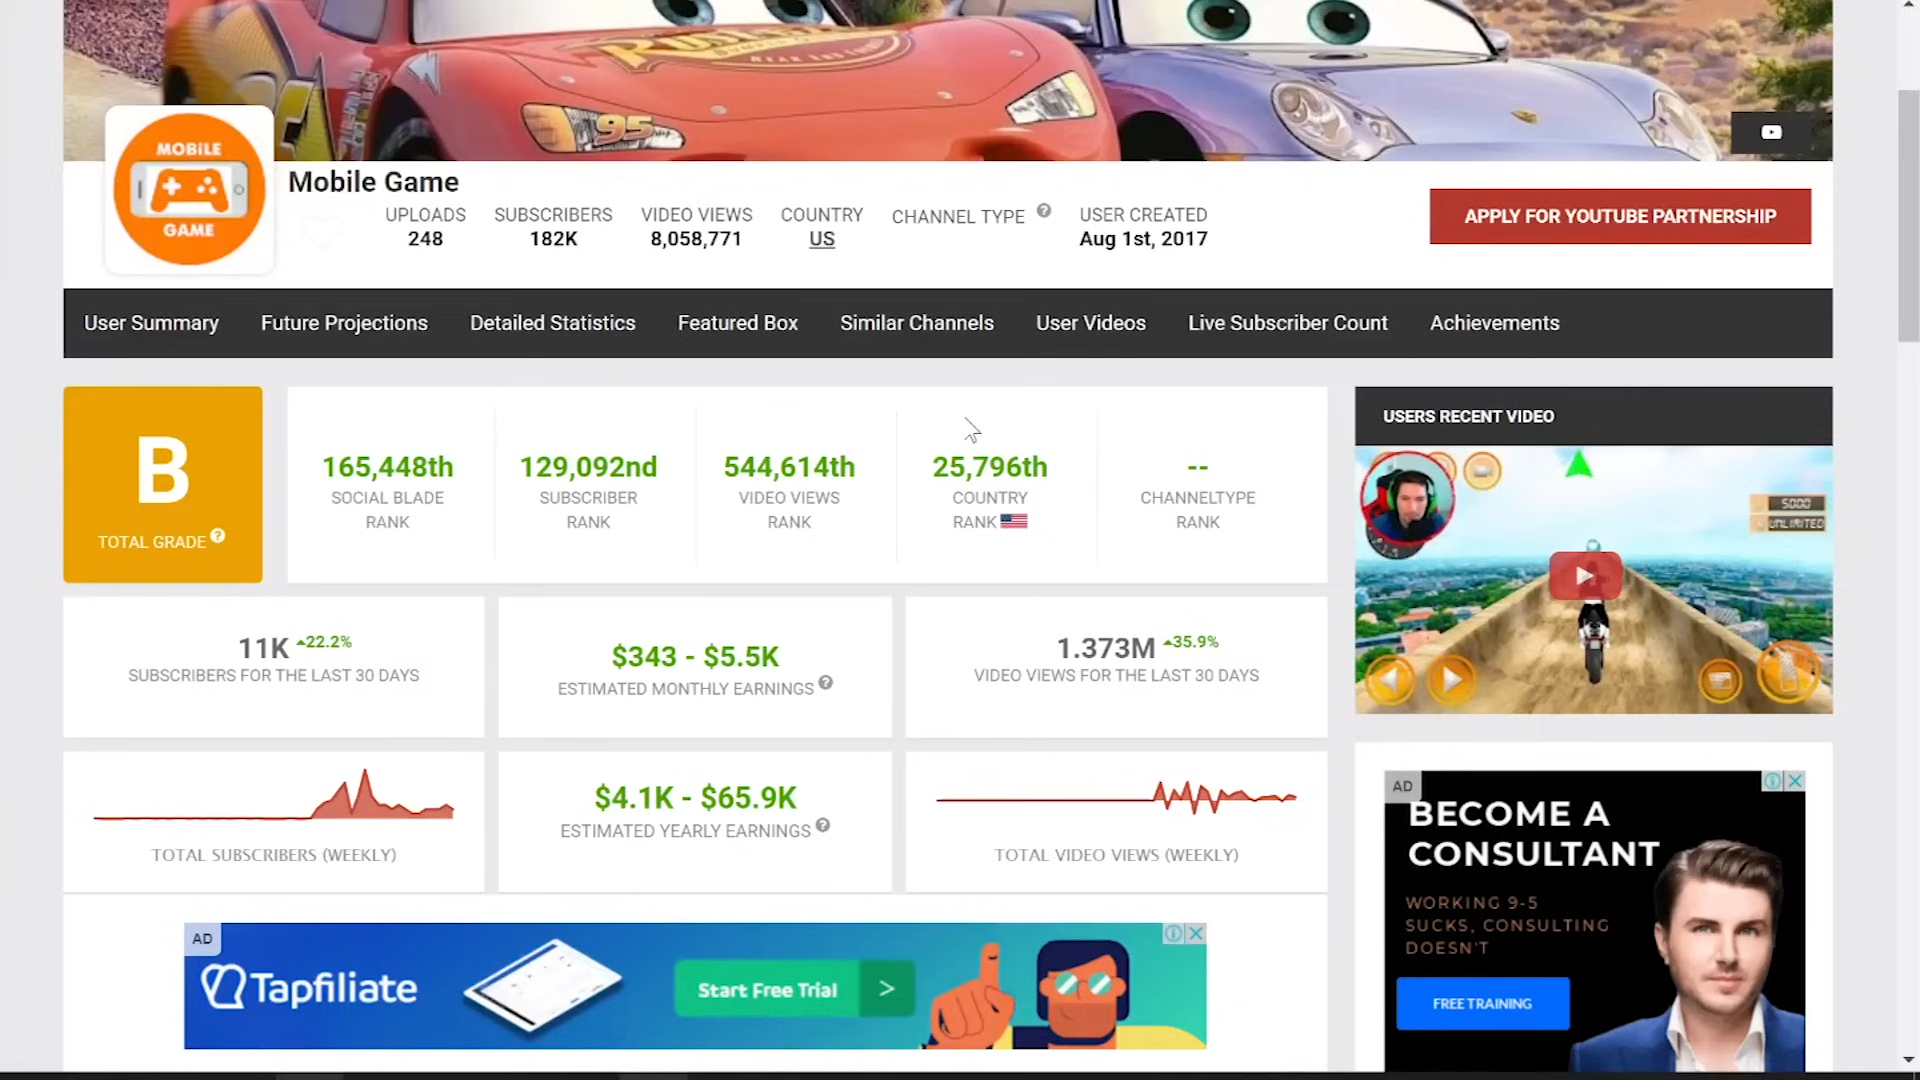 95
MOBILE
GAME
Mobile Game
UPLOADS
248
SUBSCRIBERS
182K
VIDEO VIEWS
8,058,771
COUNTRY
US
CHANNEL TYPE
USER CREATED
Aug 1st, 2017
APPLY FOR YOUTUBE PARTNERSHIP
User Summary
Future Projections
Detailed Statistics
Featured Box
Similar Channels
User Videos
Live Subscriber Count
Achievements
B
TOTAL GRADE
165,448th
SOCIAL BLADE
RANK
129,092nd
SUBSCRIBER
RANK
544,614th
VIDEO VIEWS
RANK
25,796th
COUNTRY
RANK
--
CHANNELTYPE
RANK
USERS RECENT VIDEO
5000
UNLIMITED
11K 22.2%
SUBSCRIBERS FOR THE LAST 30 DAYS
$343 - $5.5K
ESTIMATED MONTHLY EARNINGS
1.373M 35.9%
VIDEO VIEWS FOR THE LAST 30 DAYS
TOTAL SUBSCRIBERS (WEEKLY)
$4.1K - $65.9K
ESTIMATED YEARLY EARNINGS
TOTAL VIDEO VIEWS (WEEKLY)
AD
Tapfiliate
Start Free Trial >
AD
BECOME A
CONSULTANT
WORKING 9-5
SUCKS, CONSULTING
DOESN'T
FREE TRAINING